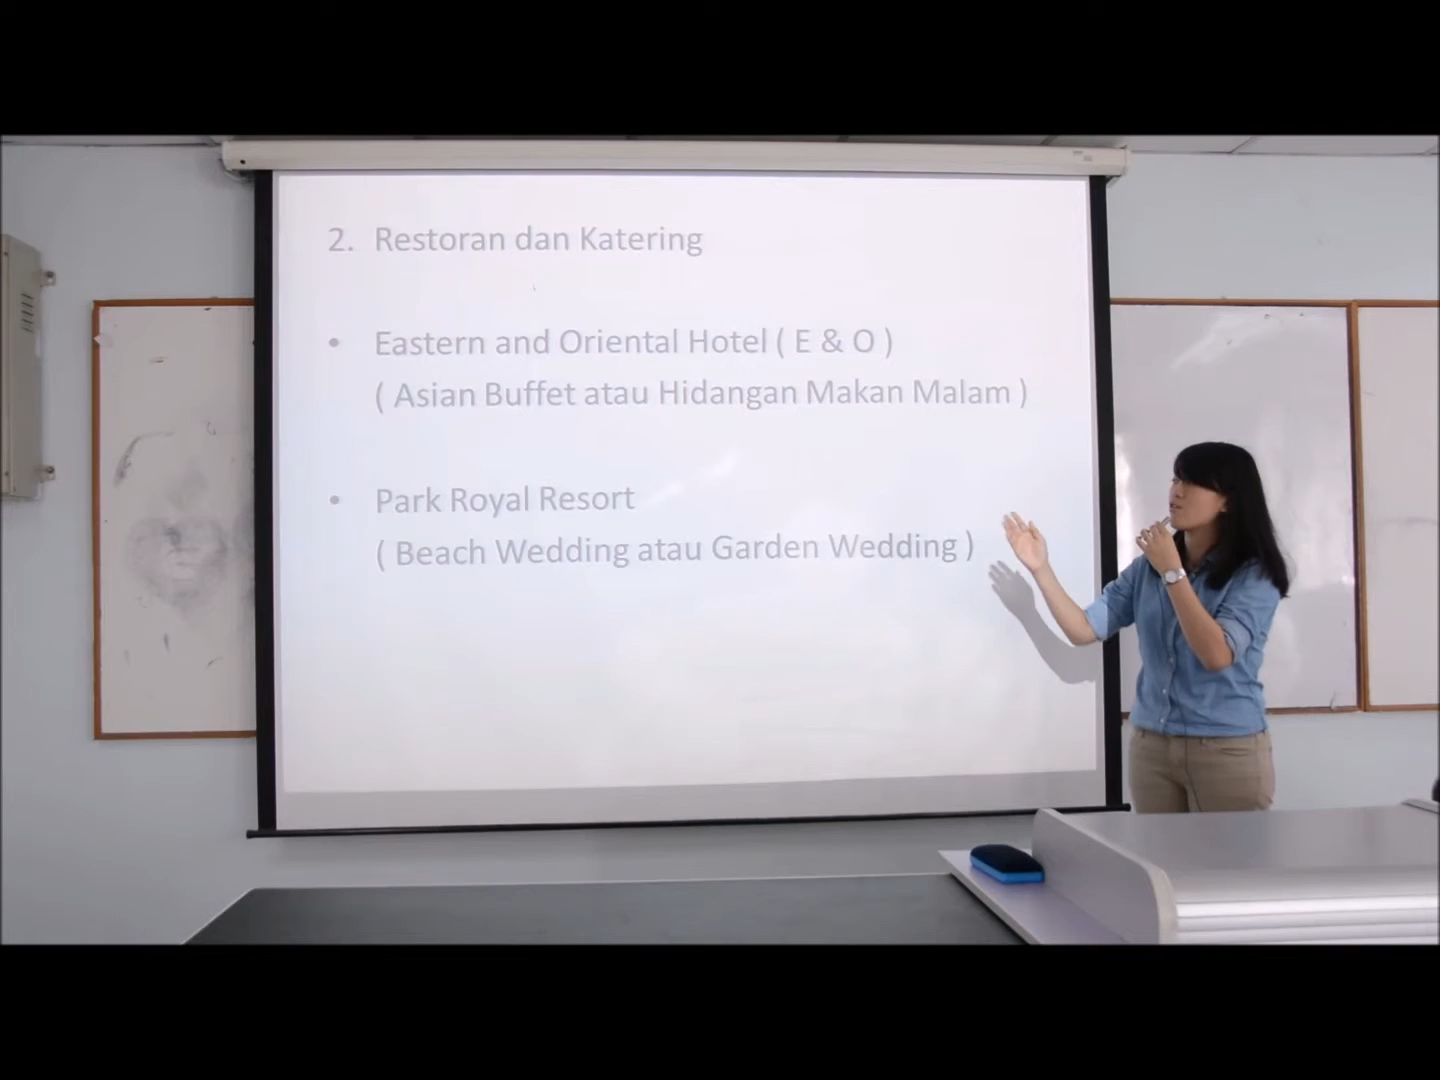 2. Restoran dan Katering
• Eastern and Oriental Hotel ( E & O )
( Asian Buffet atau Hidangan Makan Malam )
• Park Royal Resort
( Beach Wedding atau Garden Wedding )